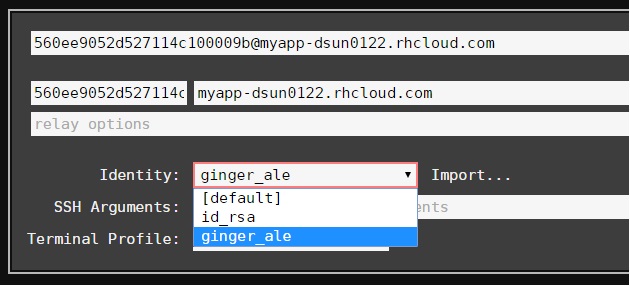 560ee9052d527114c100009b@myapp-dsun0122.rhcloud.com
560ee9052d527114c myapp-dsun0122.rhcloud.com
relay options
Identity: ginger_ale Import...
[default]
SSH Arguments: ents
id_rsa
Terminal Profile: ginger_ale